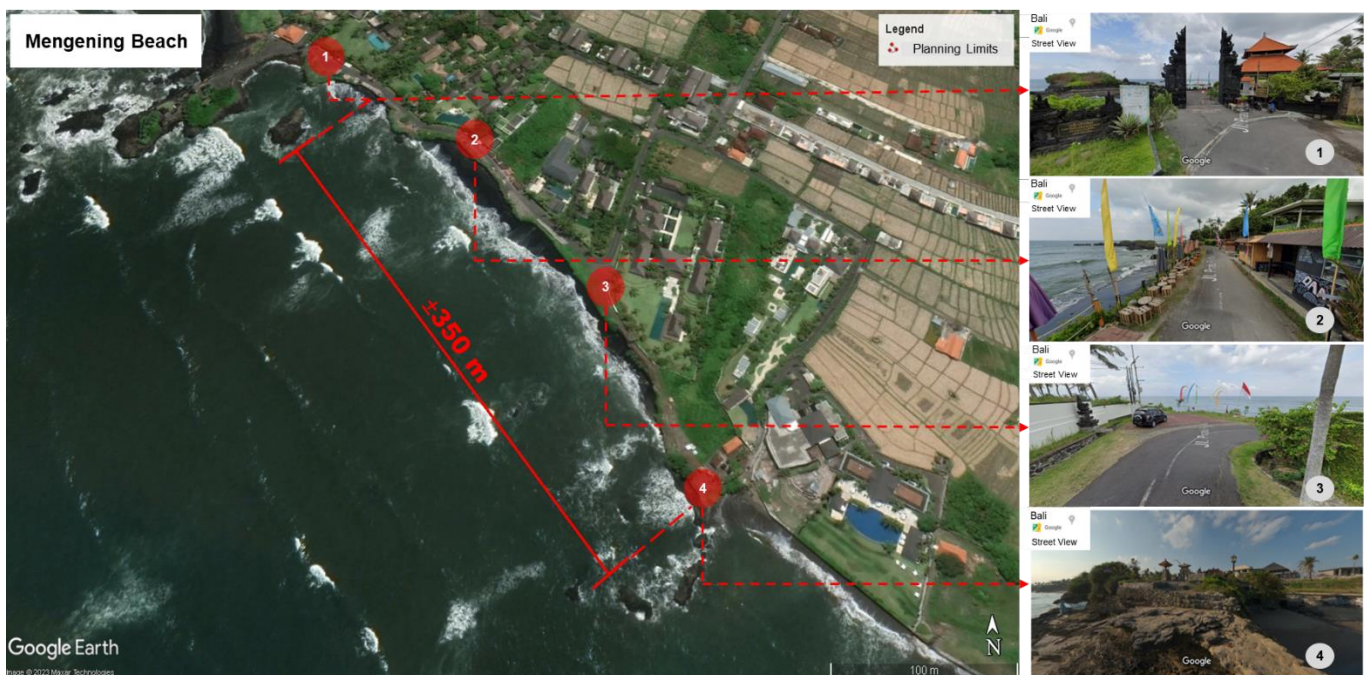 Mengening Beach
Legend
Planning Limits
1
2
3
4
±350 m
Google Earth
Image © 2023 Maxar Technologies
N
100 m
Bali
Google
Street View
Google
1
Bali
Google
Street View
Google
2
Bali
Google
Street View
Google
3
Bali
Google
Street View
Google
4